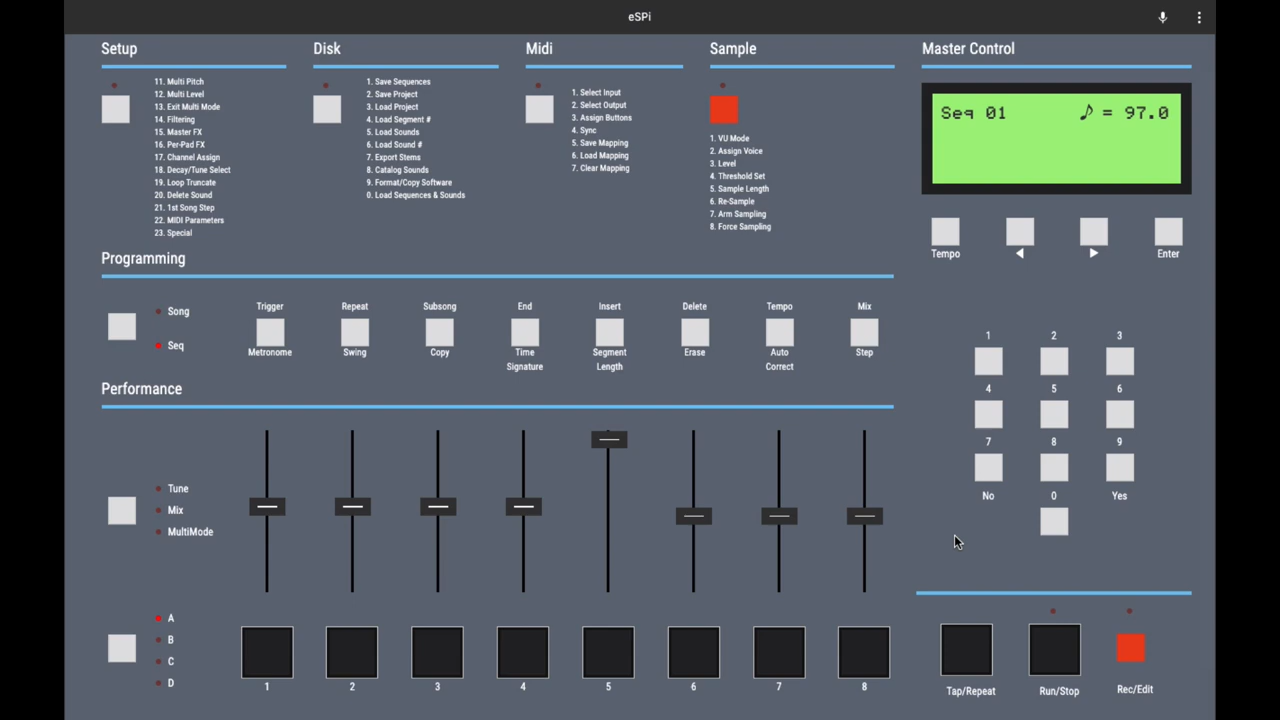 eSPi
Setup
11. Multi Pitch
12. Multi Level
13. Exit Multi Mode
14. Filtering
15. Master FX
16. Per-Pad FX
17. Channel Assign
18. Decay/Tune Select
19. Loop Truncate
20. Delete Sound
21. 1st Song Step
22. MIDI Parameters
23. Special
Disk
1. Save Sequences
2. Save Project
3. Load Project
4. Load Segment #
5. Load Sounds
6. Load Sound #
7. Export Stems
8. Catalog Sounds
9. Format/Copy Software
0. Load Sequences & Sounds
Midi
1. Select Input
2. Select Output
3. Assign Buttons
4. Sync
5. Save Mapping
6. Load Mapping
7. Clear Mapping
Sample
1. VU Mode
2. Assign Voice
3. Level
4. Threshold Set
5. Sample Length
6. Re-Sample
7. Arm Sampling
8. Force Sampling
Master Control
Seq 01 ♪ = 97.0
Tempo ◀ ▶ Enter
Programming
Song
Seq
Trigger Repeat Subsong End Insert Delete Tempo Mix
Metronome Swing Copy Time Segment Erase Auto Step
Signature Length Correct
1 2 3
4 5 6
7 8 9
No 0 Yes
Performance
Tune
Mix
MultiMode
A
B
C
D
1 2 3 4 5 6 7 8
Tap/Repeat Run/Stop Rec/Edit